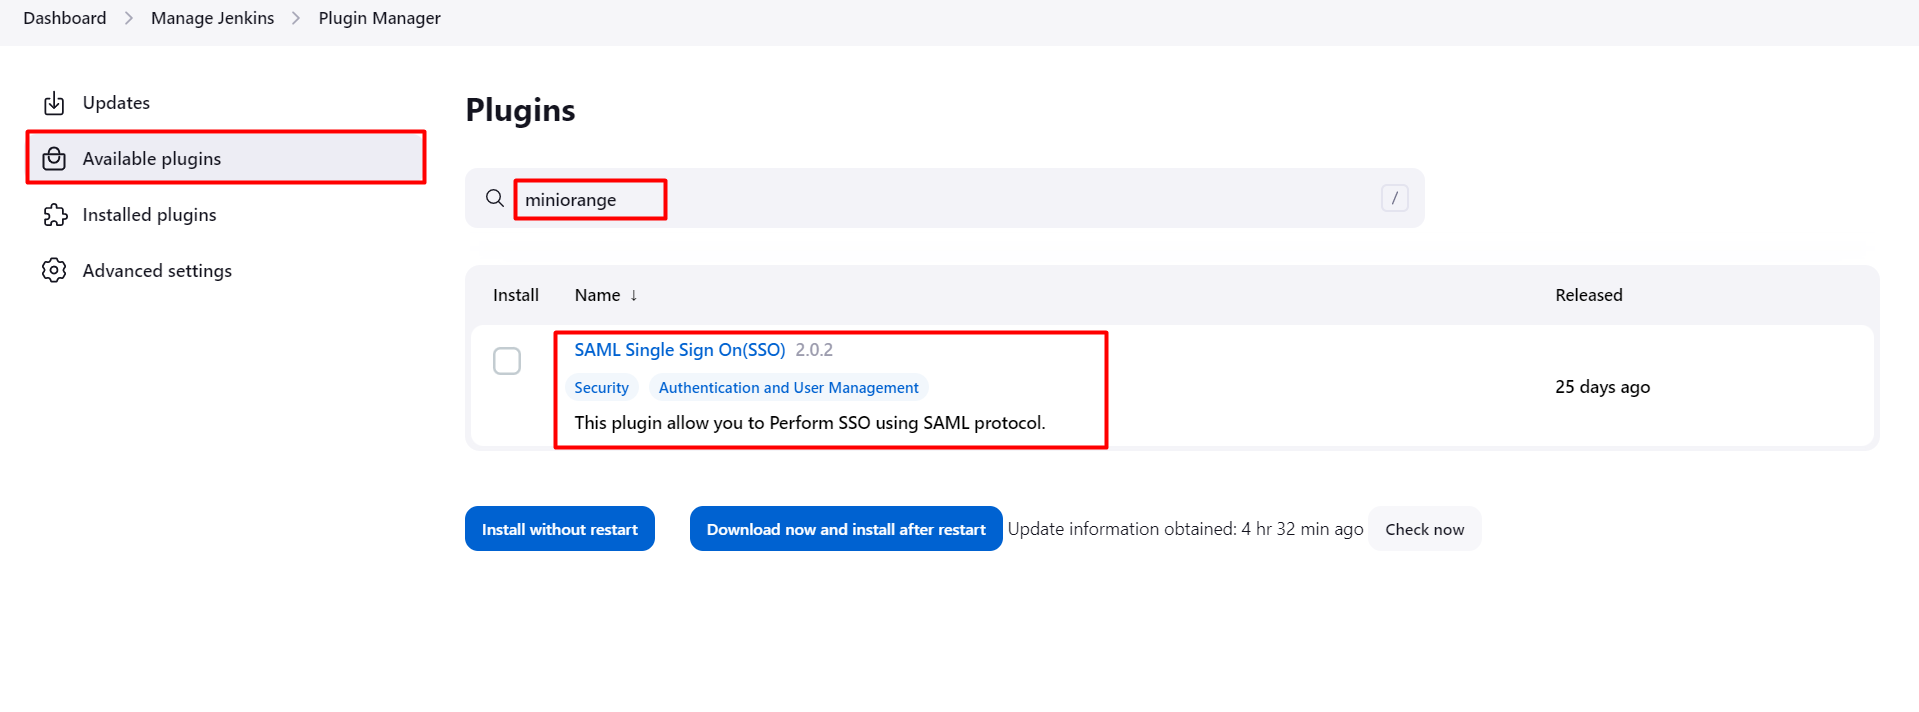 Dashboard > Manage Jenkins > Plugin Manager
Updates
Available plugins
Installed plugins
Advanced settings
Plugins
miniorange /
Install Name ↓ Released
SAML Single Sign On(SSO) 2.0.2
Security Authentication and User Management
25 days ago
This plugin allow you to Perform SSO using SAML protocol.
Install without restart Download now and install after restart Update information obtained: 4 hr 32 min ago Check now